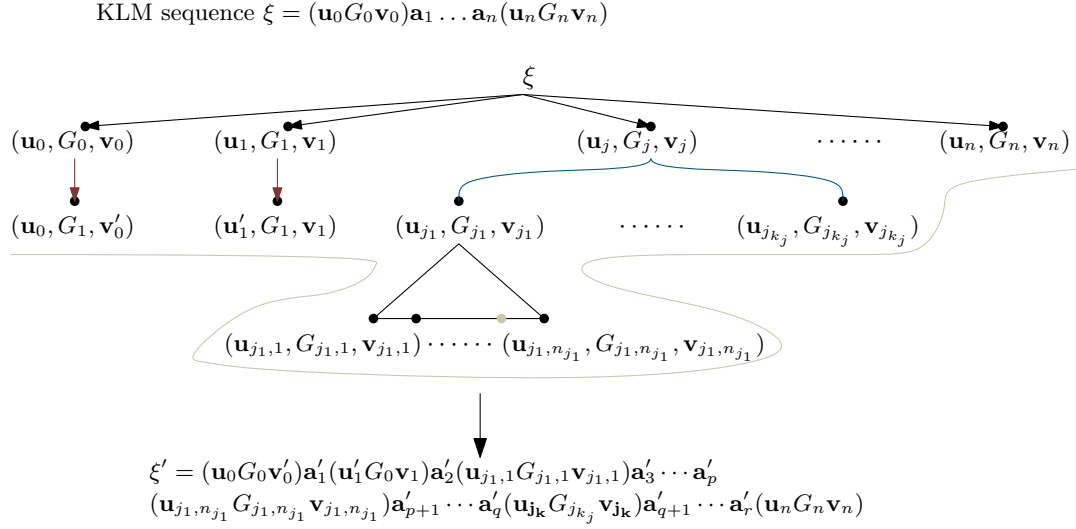 KLM sequence ξ = (u₀G₀v₀)a₁ … aₙ(uₙGₙvₙ)
ξ
(u₀, G₀, v₀) (u₁, G₁, v₁) (u_j, G_j, v_j) ······ (uₙ, Gₙ, vₙ)
(u₀, G₁, v′₀) (u′₁, G₁, v₁) (u_{j₁}, G_{j₁}, v_{j₁}) ······ (u_{j_{k_j}}, G_{j_{k_j}}, v_{j_{k_j}})
(u_{j₁,1}, G_{j₁,1}, v_{j₁,1}) ······ (u_{j₁,n_{j₁}}, G_{j₁,n_{j₁}}, v_{j₁,n_{j₁}})
ξ′ = (u₀G₀v′₀)a′₁(u′₁G₀v₁)a′₂(u_{j₁,1}G_{j₁,1}v_{j₁,1})a′₃ ··· a′_p
(u_{j₁,n_{j₁}}G_{j₁,n_{j₁}}v_{j₁,n_{j₁}})a′_{p+1} ··· a′_q(u_{j_k}G_{j_{k_j}}v_{j_k})a′_{q+1} ··· a′_r(uₙGₙvₙ)